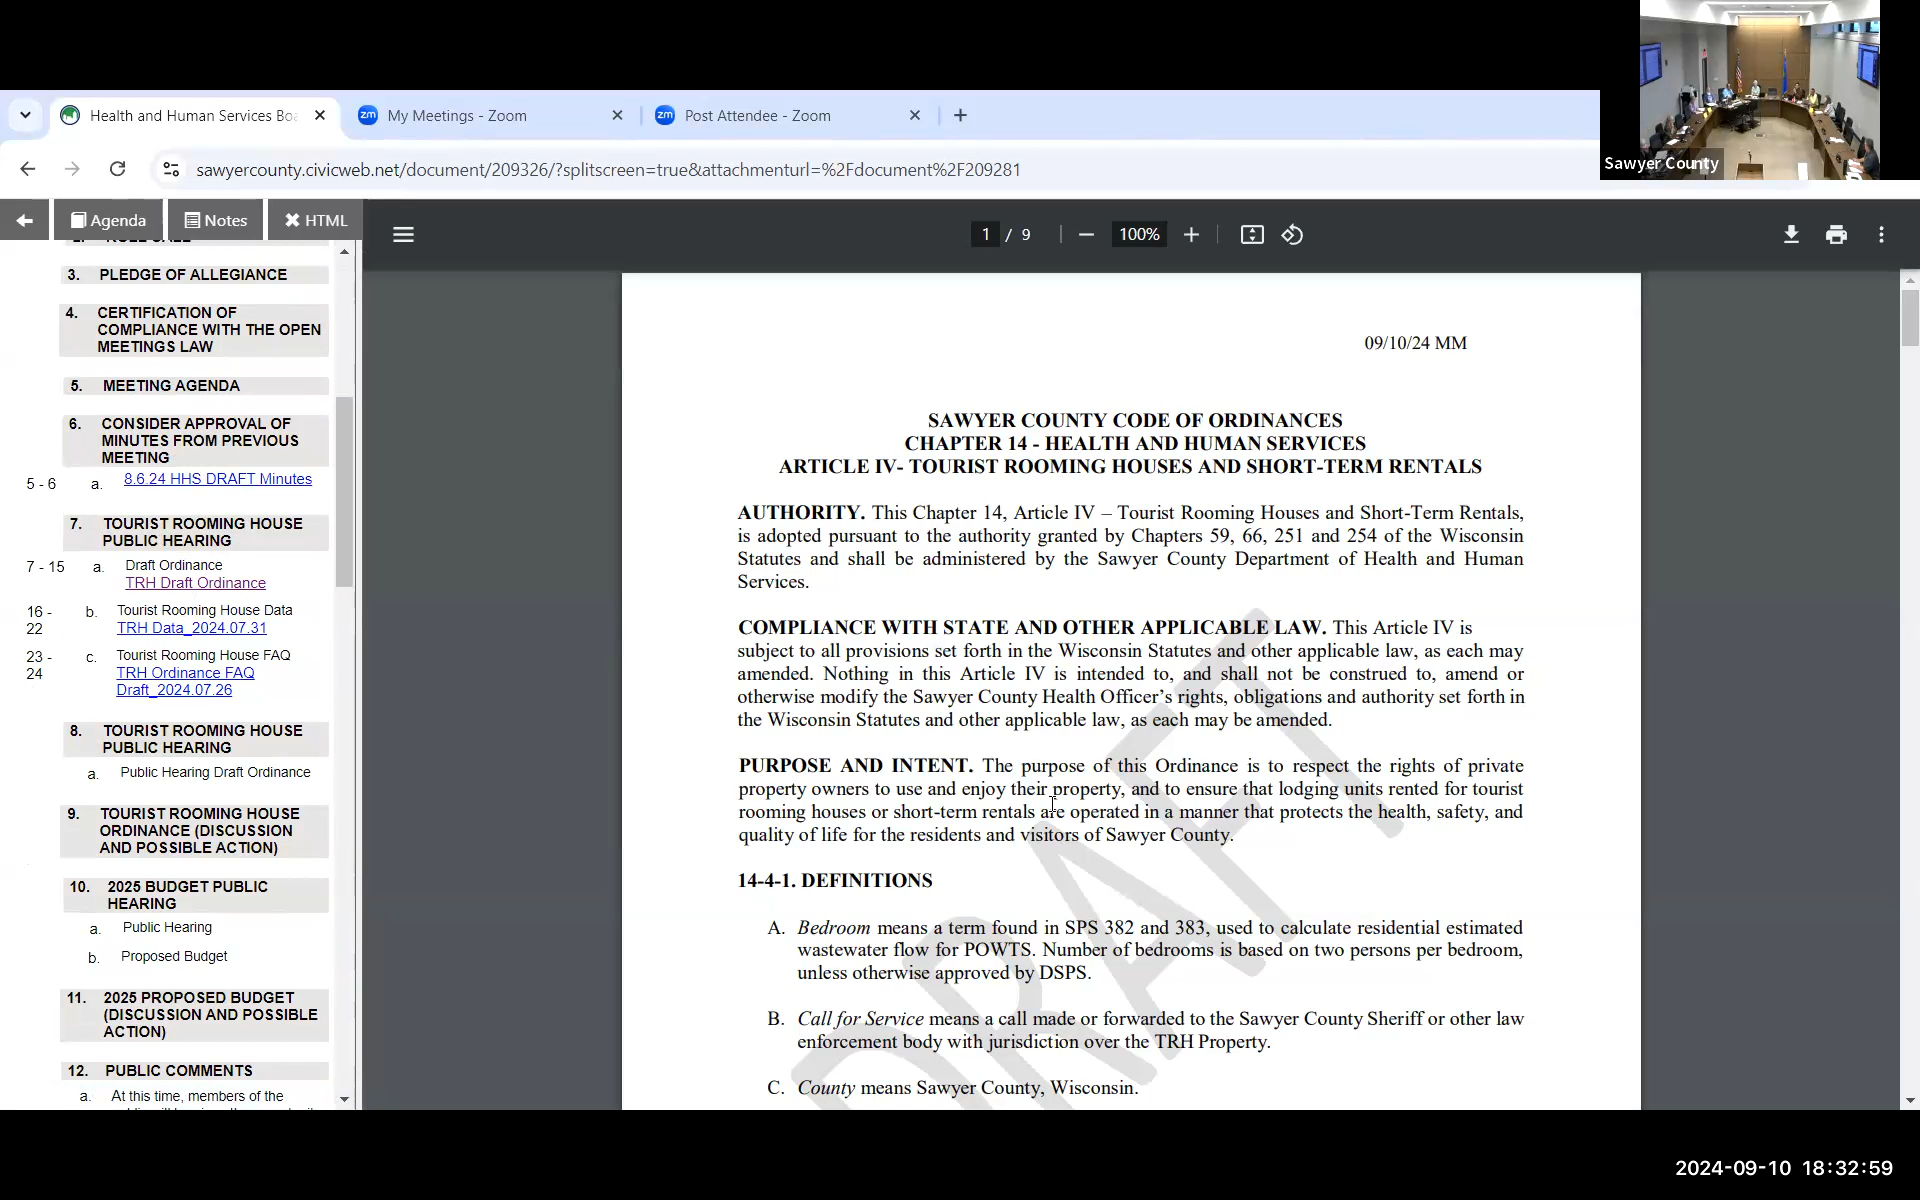 Sawyer County
Health and Human Services Boa
My Meetings - Zoom
Post Attendee - Zoom
sawyercounty.civicweb.net/document/209326/?splitscreen=true&attachmenturl=%2Fdocument%2F209281
Agenda
Notes
HTML
1 / 9
100%
3. PLEDGE OF ALLEGIANCE
4. CERTIFICATION OF
COMPLIANCE WITH THE OPEN
MEETINGS LAW
5. MEETING AGENDA
6. CONSIDER APPROVAL OF
MINUTES FROM PREVIOUS
MEETING
5 - 6 a. 8.6.24 HHS DRAFT Minutes
7. TOURIST ROOMING HOUSE
PUBLIC HEARING
7 - 15 a. Draft Ordinance
TRH Draft Ordinance
16 - b. Tourist Rooming House Data
22 TRH Data_2024.07.31
23 - c. Tourist Rooming House FAQ
24 TRH Ordinance FAQ
Draft_2024.07.26
8. TOURIST ROOMING HOUSE
PUBLIC HEARING
a. Public Hearing Draft Ordinance
9. TOURIST ROOMING HOUSE
ORDINANCE (DISCUSSION
AND POSSIBLE ACTION)
10. 2025 BUDGET PUBLIC
HEARING
a. Public Hearing
b. Proposed Budget
11. 2025 PROPOSED BUDGET
(DISCUSSION AND POSSIBLE
ACTION)
12. PUBLIC COMMENTS
a. At this time, members of the
09/10/24 MM
SAWYER COUNTY CODE OF ORDINANCES
CHAPTER 14 - HEALTH AND HUMAN SERVICES
ARTICLE IV- TOURIST ROOMING HOUSES AND SHORT-TERM RENTALS
AUTHORITY. This Chapter 14, Article IV – Tourist Rooming Houses and Short-Term Rentals,
is adopted pursuant to the authority granted by Chapters 59, 66, 251 and 254 of the Wisconsin
Statutes and shall be administered by the Sawyer County Department of Health and Human
Services.
COMPLIANCE WITH STATE AND OTHER APPLICABLE LAW. This Article IV is
subject to all provisions set forth in the Wisconsin Statutes and other applicable law, as each may
amended. Nothing in this Article IV is intended to, and shall not be construed to, amend or
otherwise modify the Sawyer County Health Officer’s rights, obligations and authority set forth in
the Wisconsin Statutes and other applicable law, as each may be amended.
PURPOSE AND INTENT. The purpose of this Ordinance is to respect the rights of private
property owners to use and enjoy their property, and to ensure that lodging units rented for tourist
rooming houses or short-term rentals are operated in a manner that protects the health, safety, and
quality of life for the residents and visitors of Sawyer County.
14-4-1. DEFINITIONS
A. Bedroom means a term found in SPS 382 and 383, used to calculate residential estimated
wastewater flow for POWTS. Number of bedrooms is based on two persons per bedroom,
unless otherwise approved by DSPS.
B. Call for Service means a call made or forwarded to the Sawyer County Sheriff or other law
enforcement body with jurisdiction over the TRH Property.
C. County means Sawyer County, Wisconsin.
DRAFT
2024-09-10 18:32:59